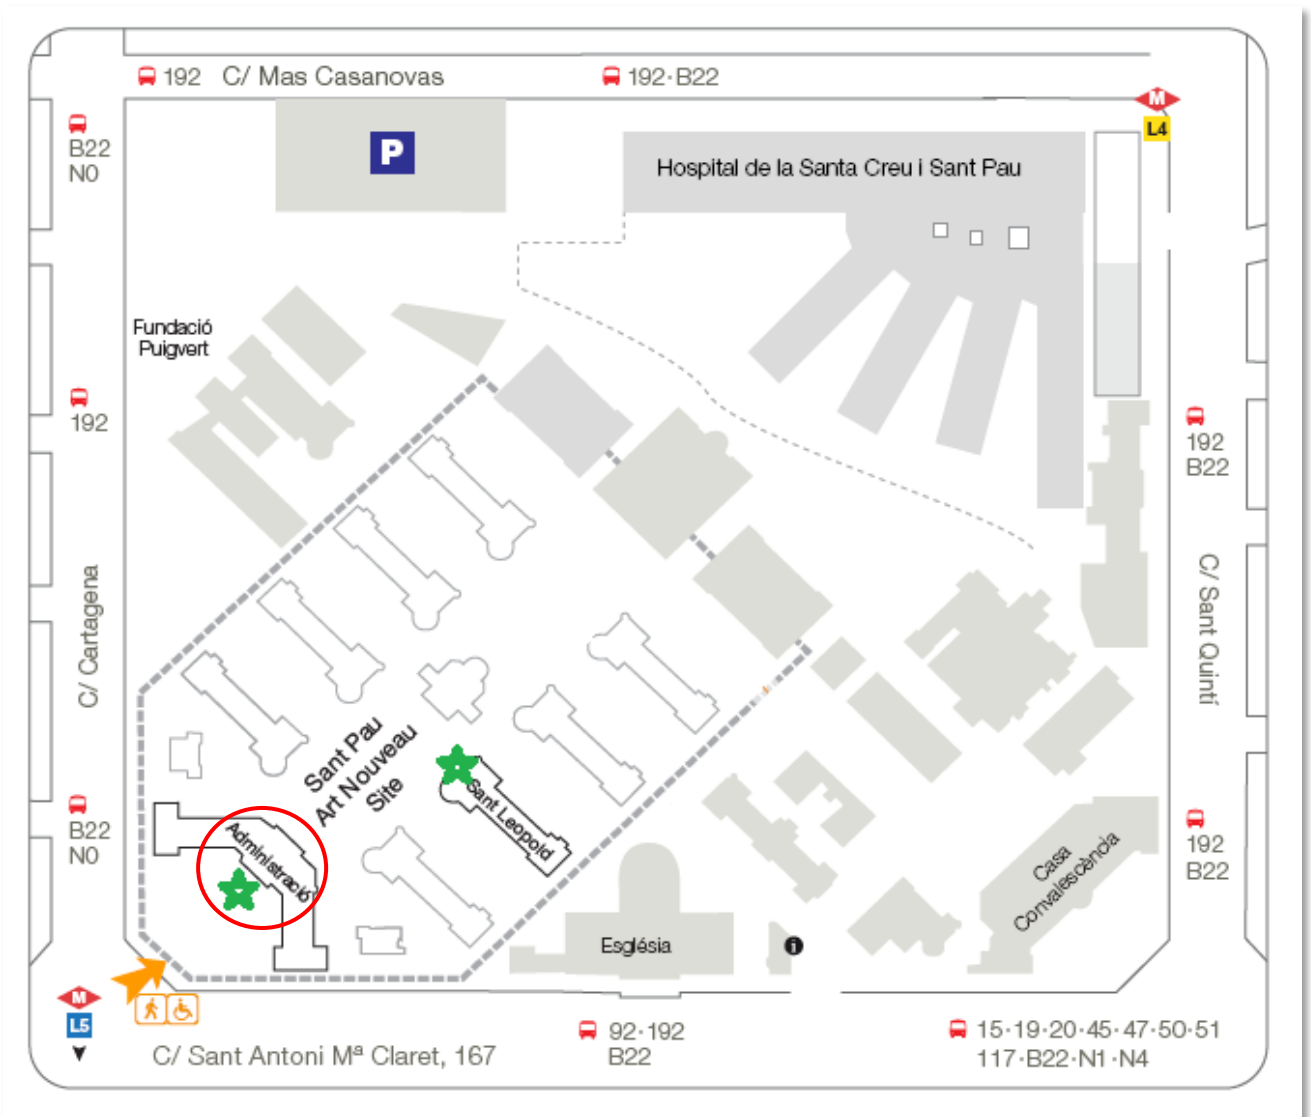 192 C/ Mas Casanovas
192·B22
M
L4
B22
N0
P
Hospital de la Santa Creu i Sant Pau
Fundació
Puigvert
192
192
B22
C/ Cartagena
C/ Sant Quintí
Sant Pau
Art Nouveau
Site
Sant Leopold
Administració
B22
N0
192
B22
Casa
Convalescència
Església
i
M
L5
C/ Sant Antoni Mª Claret, 167
92·192
B22
15·19·20·45·47·50·51
117·B22·N1·N4